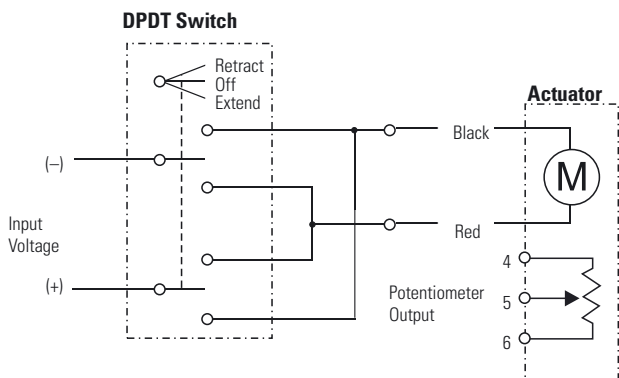 DPDT Switch
Retract
Off
Extend
Actuator
(–)
Black
M
Input
Voltage
Red
(+)
4
Potentiometer
Output
5
6